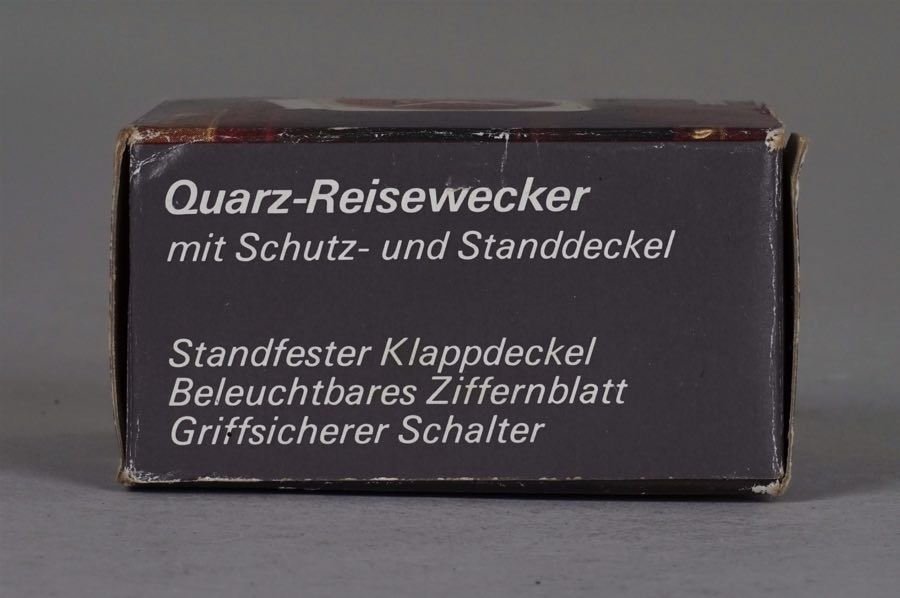 Quarz-Reisewecker
mit Schutz- und Standdeckel
Standfester Klappdeckel
Beleuchtbares Ziffernblatt
Griffsicherer Schalter